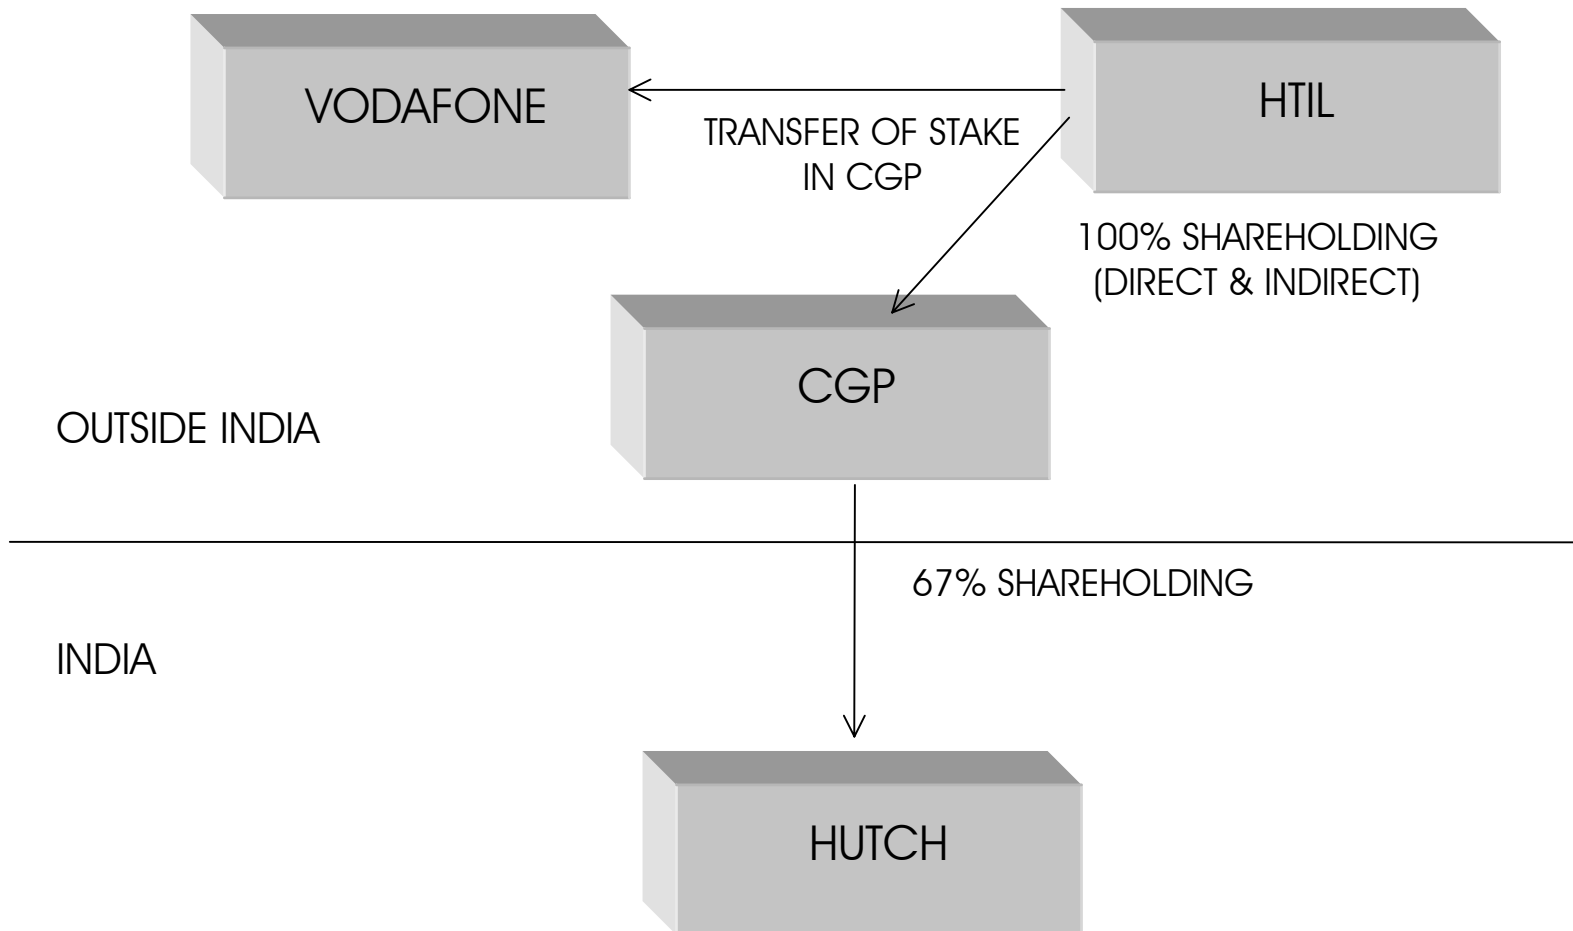 VODAFONE
HTIL
TRANSFER OF STAKE
IN CGP
100% SHAREHOLDING
(DIRECT & INDIRECT)
CGP
OUTSIDE INDIA
67% SHAREHOLDING
INDIA
HUTCH